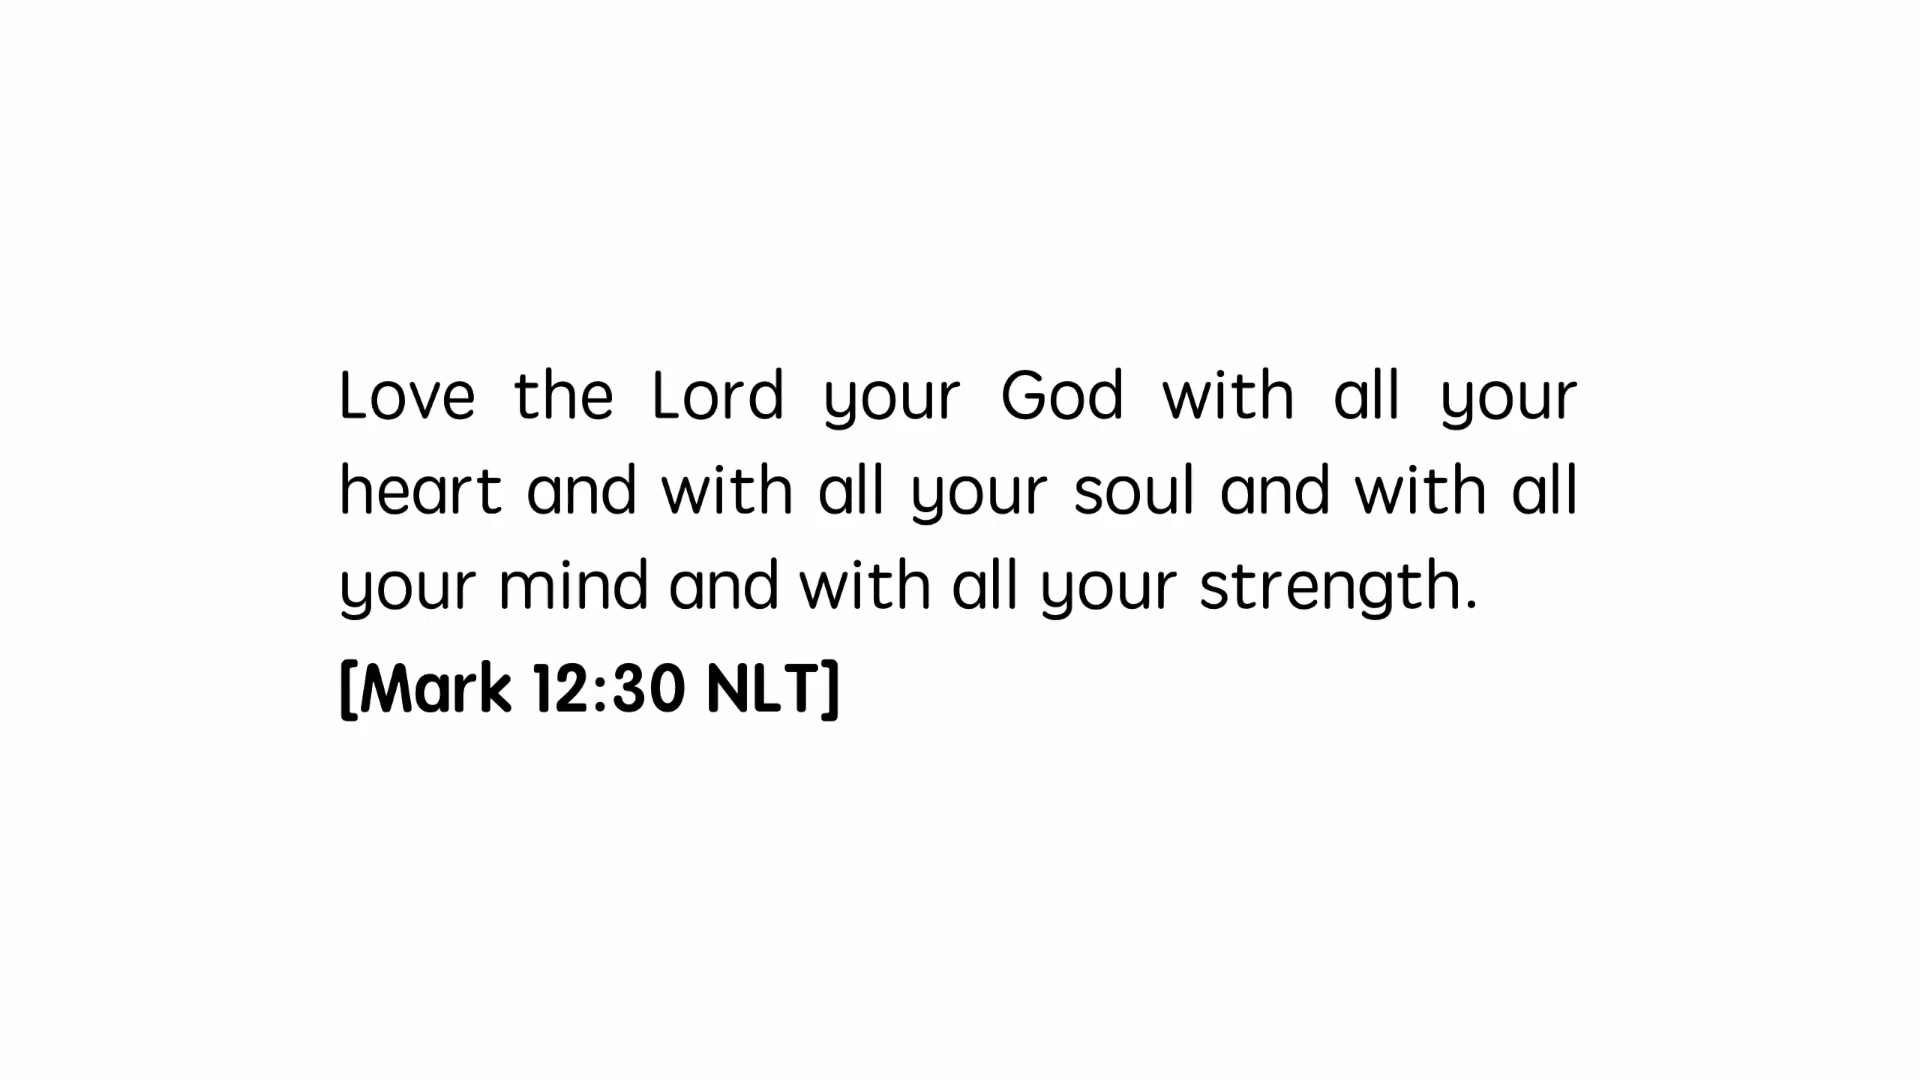 Love the Lord your God with all your
heart and with all your soul and with all
your mind and with all your strength.
[Mark 12:30 NLT]